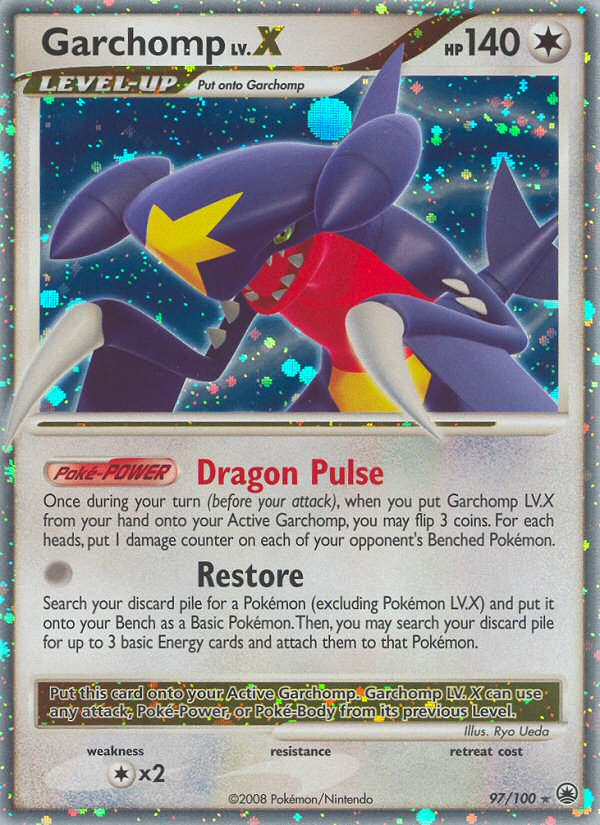 Garchomp LV.X HP 140
LEVEL-UP Put onto Garchomp
Poké-POWER Dragon Pulse
Once during your turn (before your attack), when you put Garchomp LV.X
from your hand onto your Active Garchomp, you may flip 3 coins. For each
heads, put 1 damage counter on each of your opponent's Benched Pokémon.
Restore
Search your discard pile for a Pokémon (excluding Pokémon LV.X) and put it
onto your Bench as a Basic Pokémon. Then, you may search your discard pile
for up to 3 basic Energy cards and attach them to that Pokémon.
Put this card onto your Active Garchomp. Garchomp LV. X can use
any attack, Poké-Power, or Poké-Body from its previous Level.
Illus. Ryo Ueda
weakness resistance retreat cost
x2
©2008 Pokémon/Nintendo 97/100